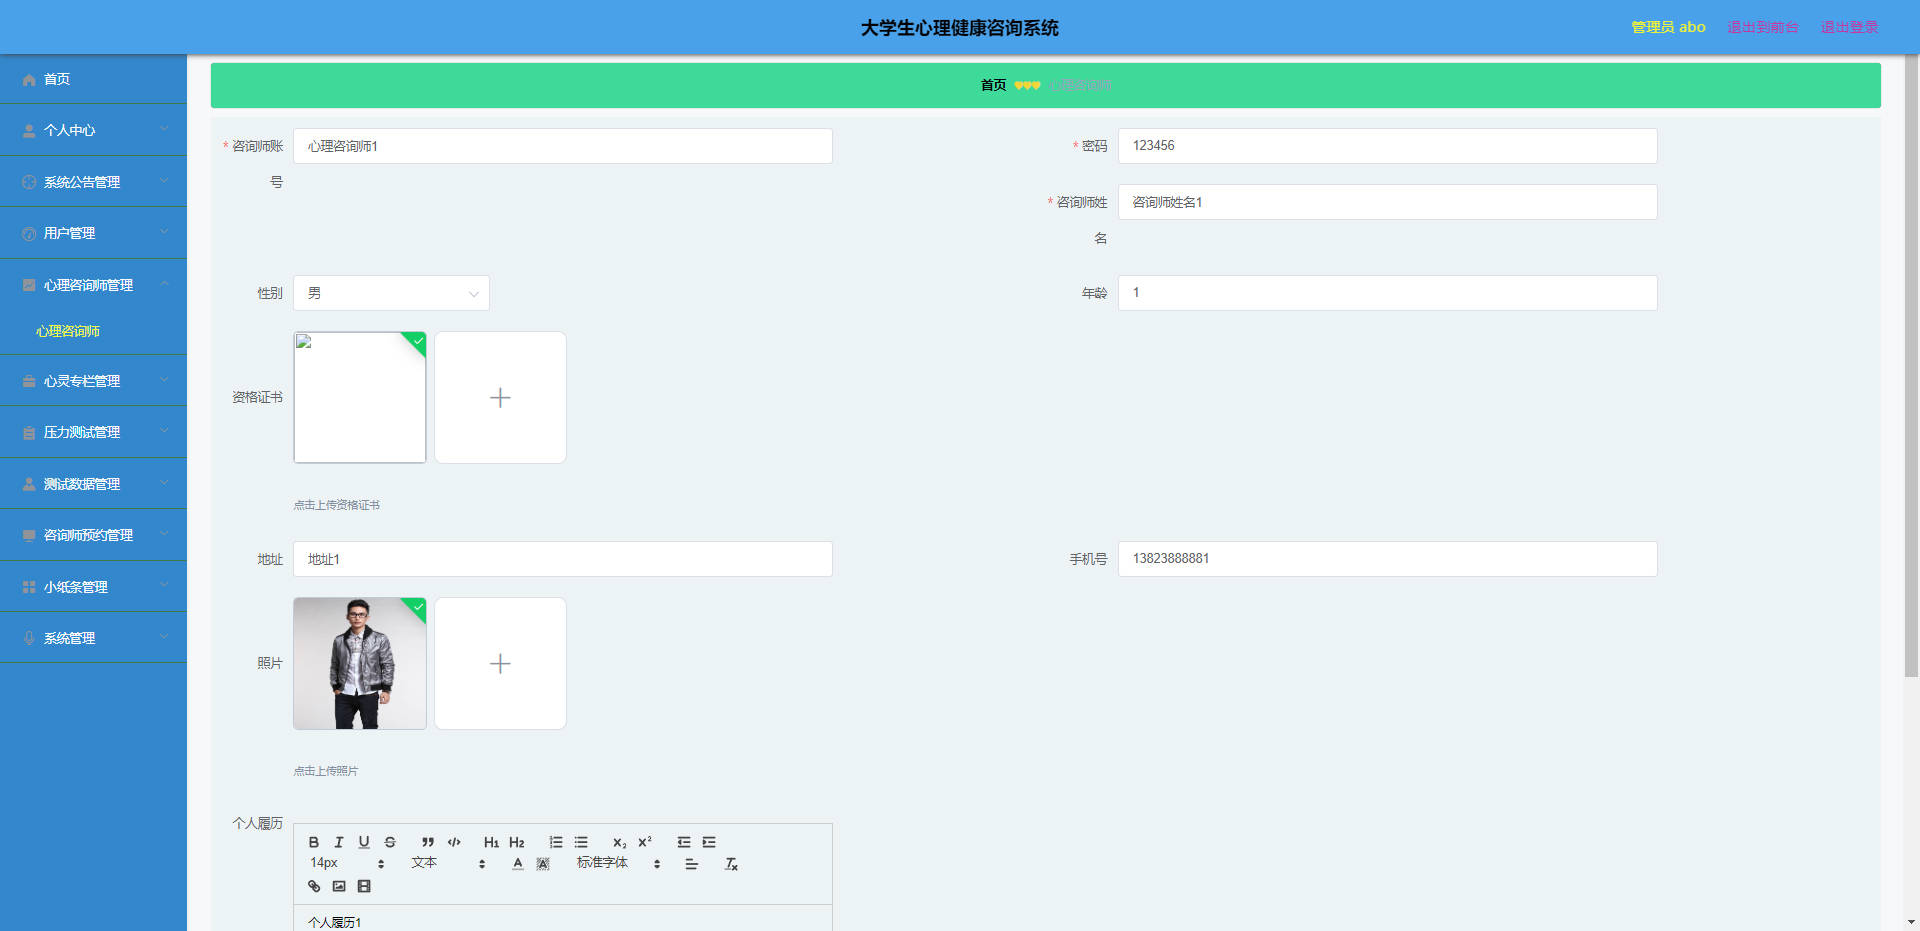 大学生心理健康咨询系统
管理员 abo
退出到前台
退出登录
首页
个人中心
系统公告管理
用户管理
心理咨询师管理
心理咨询师
心灵专栏管理
压力测试管理
测试数据管理
咨询师预约管理
小纸条管理
系统管理
首页 心理咨询师
* 咨询师账号
心理咨询师1
* 密码
123456
* 咨询师姓名
咨询师姓名1
性别
男
年龄
1
资格证书
点击上传资格证书
地址
地址1
手机号
13823888881
照片
点击上传照片
个人履历
14px 文本 标准字体
个人履历1